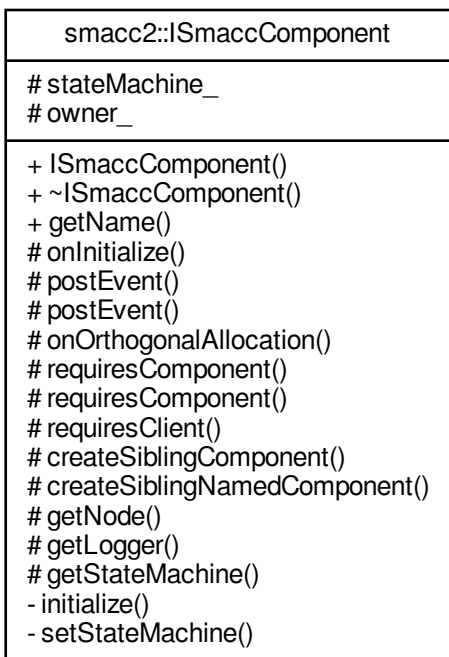 smacc2::ISmaccComponent
# stateMachine_
# owner_
+ ISmaccComponent()
+ ~ISmaccComponent()
+ getName()
# onInitialize()
# postEvent()
# postEvent()
# onOrthogonalAllocation()
# requiresComponent()
# requiresComponent()
# requiresClient()
# createSiblingComponent()
# createSiblingNamedComponent()
# getNode()
# getLogger()
# getStateMachine()
- initialize()
- setStateMachine()